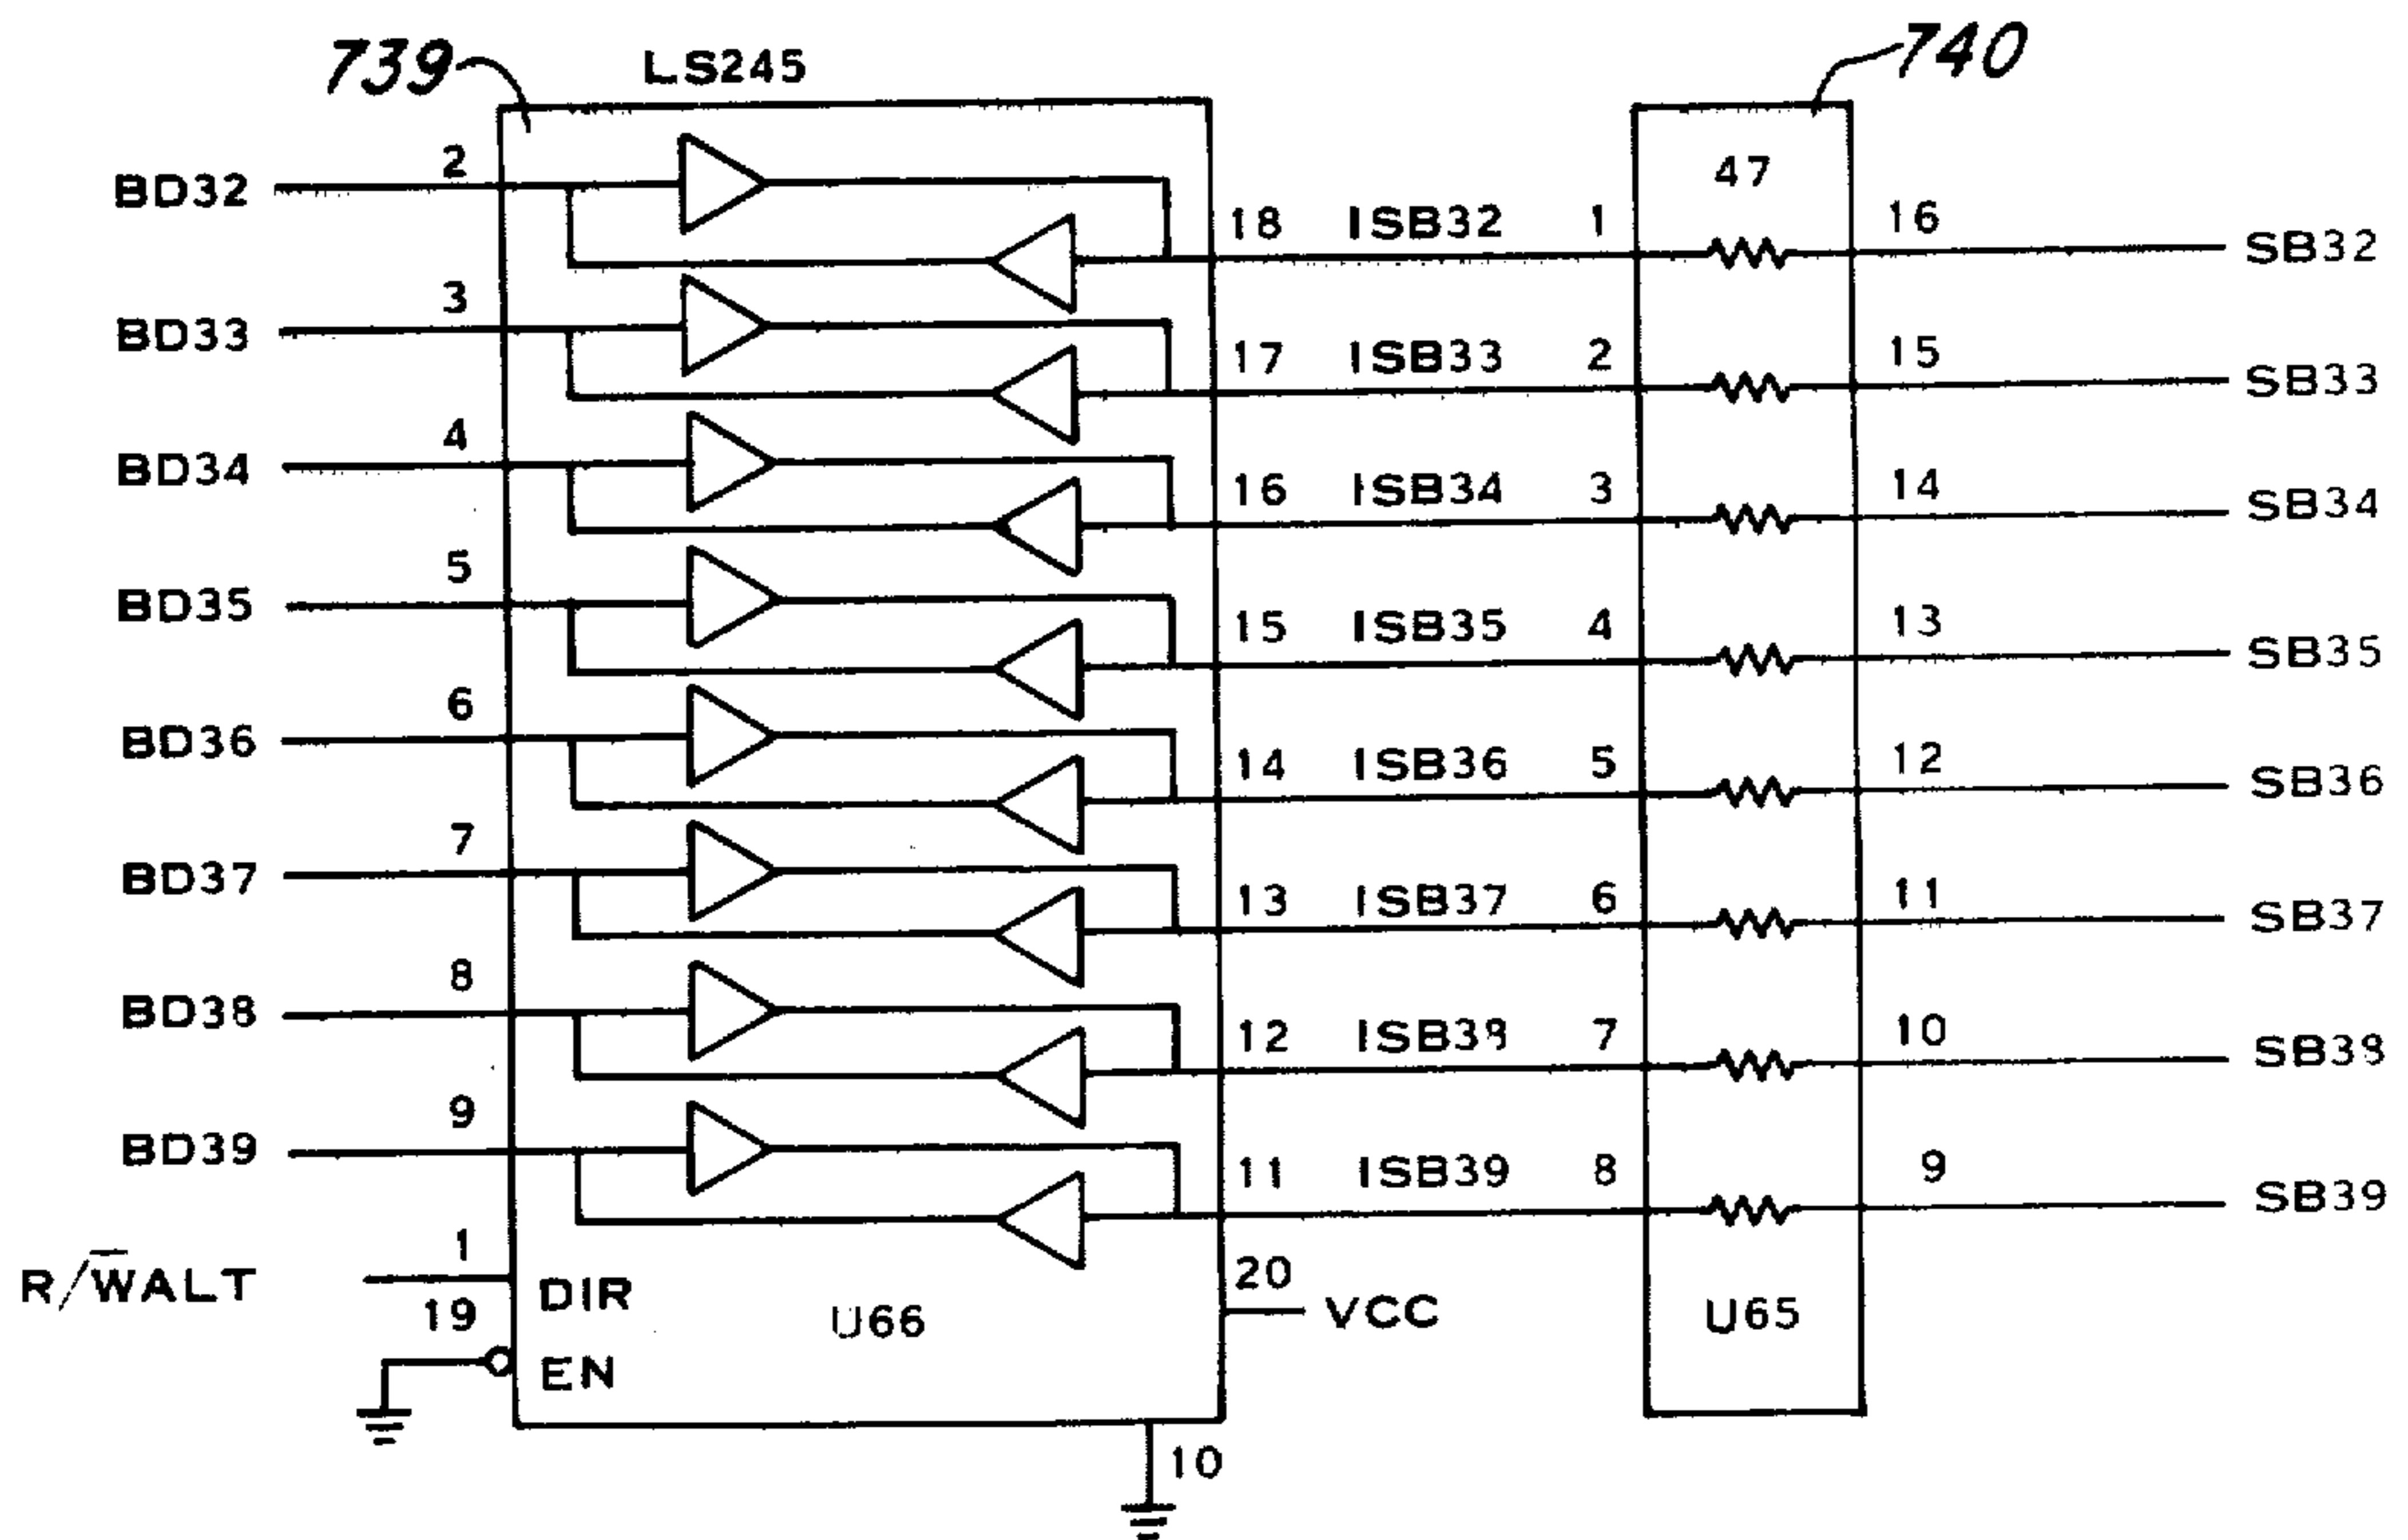 739 LS245 740
47
BD32 2 18 ISB32 1 16 SB32
BD33 3 17 ISB33 2 15 SB33
BD34 4 16 ISB34 3 14 SB34
BD35 5 15 ISB35 4 13 SB35
BD36 6 14 ISB36 5 12 SB36
BD37 7 13 ISB37 6 11 SB37
BD38 8 12 ISB38 7 10 SB38
BD39 9 11 ISB39 8 9 SB39
R/W̅ALT 1 DIR U66 20 VCC U65
19 EN
10